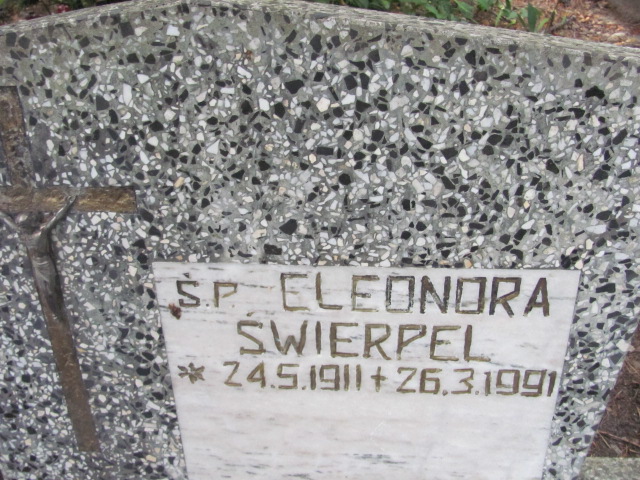 Ś.P. ELEONORA
ŚWIERPEL
* 24.5.1911 + 26.3.1991